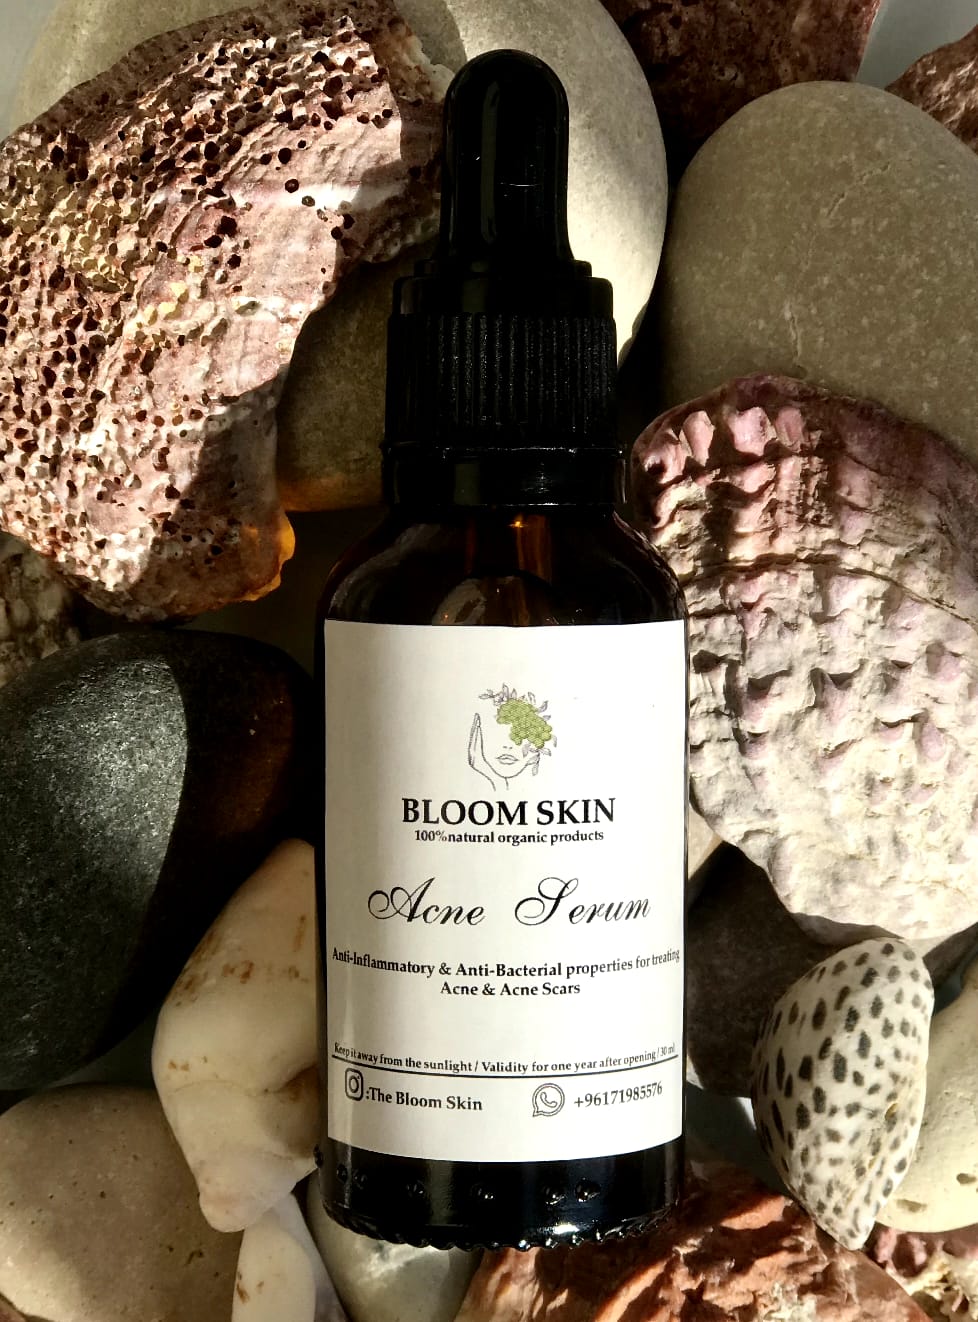 BLOOM SKIN
100%natural organic products
Acne Serum
Anti-Inflammatory & Anti-Bacterial properties for treating
Acne & Acne Scars
Keep it away from the sunlight / Validity for one year after opening / 30 ml
:The Bloom Skin
+96171985576